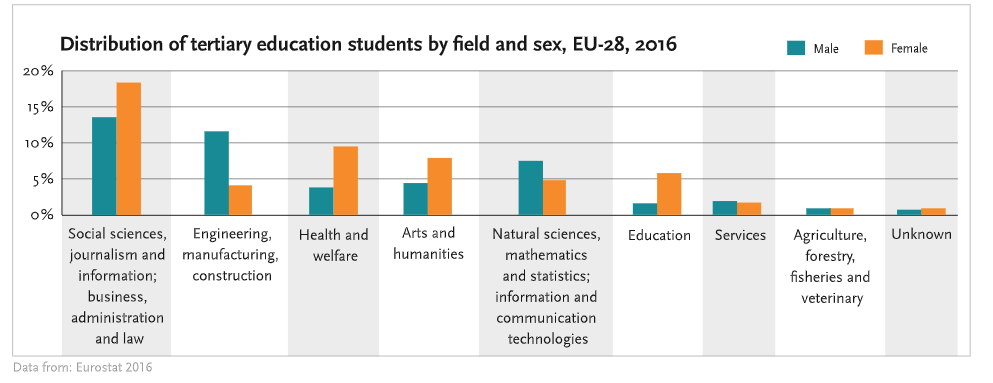 Distribution of tertiary education students by field and sex, EU-28, 2016
Male
Female
20%
15%
10%
5%
0%
Social sciences,
journalism and
information;
business,
administration
and law
Engineering,
manufacturing,
construction
Health and
welfare
Arts and
humanities
Natural sciences,
mathematics
and statistics;
information and
communication
technologies
Education
Services
Agriculture,
forestry,
fisheries and
veterinary
Unknown
Data from: Eurostat 2016